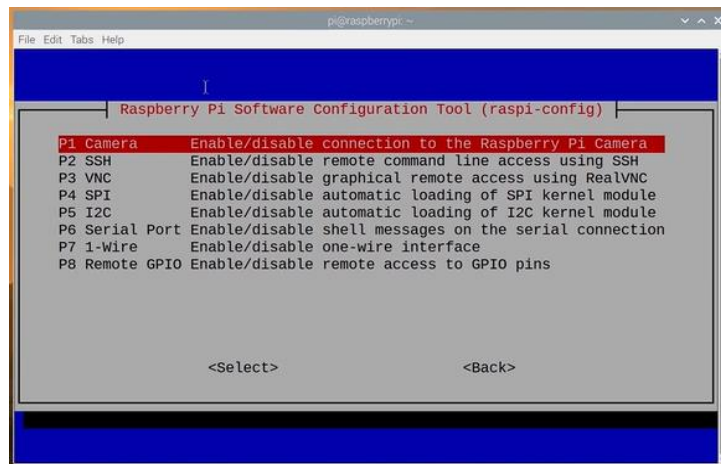 pi@raspberrypi: ~
File Edit Tabs Help
Raspberry Pi Software Configuration Tool (raspi-config)
P1 Camera Enable/disable connection to the Raspberry Pi Camera
P2 SSH Enable/disable remote command line access using SSH
P3 VNC Enable/disable graphical remote access using RealVNC
P4 SPI Enable/disable automatic loading of SPI kernel module
P5 I2C Enable/disable automatic loading of I2C kernel module
P6 Serial Port Enable/disable shell messages on the serial connection
P7 1-Wire Enable/disable one-wire interface
P8 Remote GPIO Enable/disable remote access to GPIO pins
<Select> <Back>